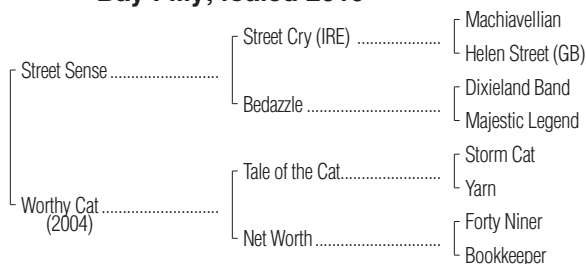 Bay Filly; foaled 2013
Machiavellian
Street Cry (IRE)
Helen Street (GB)
Street Sense
Dixieland Band
Bedazzle
Majestic Legend
Storm Cat
Tale of the Cat
Yarn
Worthy Cat
(2004)
Forty Niner
Net Worth
Bookkeeper